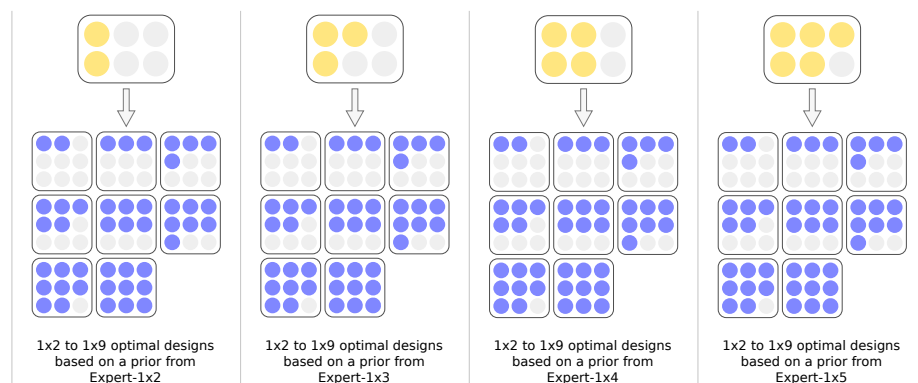 1x2 to 1x9 optimal designs
based on a prior from
Expert-1x2
1x2 to 1x9 optimal designs
based on a prior from
Expert-1x3
1x2 to 1x9 optimal designs
based on a prior from
Expert-1x4
1x2 to 1x9 optimal designs
based on a prior from
Expert-1x5